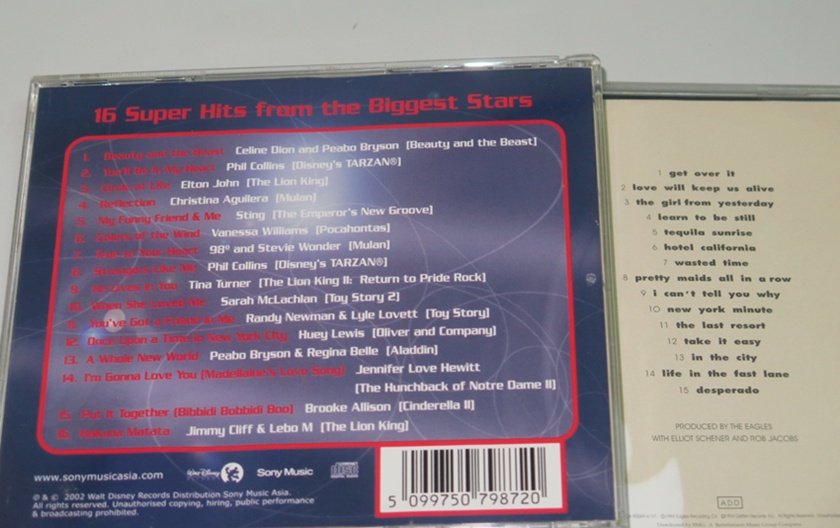 16 Super Hits from the Biggest Stars
1. Beauty and the Beast Celine Dion and Peabo Bryson [Beauty and the Beast]
2. You'll Be In My Heart Phil Collins [Disney's TARZAN®]
3. Circle of Life Elton John [The Lion King]
4. Reflection Christina Aguilera [Mulan]
5. My Funny Friend & Me Sting [The Emperor's New Groove]
6. Colors of the Wind Vanessa Williams [Pocahontas]
7. True To Your Heart 98º and Stevie Wonder [Mulan]
8. Strangers Like Me Phil Collins [Disney's TARZAN®]
9. He Lives in You Tina Turner [The Lion King II: Return to Pride Rock]
10. When She Loved Me Sarah McLachlan [Toy Story 2]
11. You've Got a Friend in Me Randy Newman & Lyle Lovett [Toy Story]
12. Once Upon a Time in New York City Huey Lewis [Oliver and Company]
13. A Whole New World Peabo Bryson & Regina Belle [Aladdin]
14. I'm Gonna Love You (Madellaine's Love Song) Jennifer Love Hewitt
[The Hunchback of Notre Dame II]
15. Put It Together (Bibbidi Bobbidi Boo) Brooke Allison [Cinderella II]
16. Hakuna Matata Jimmy Cliff & Lebo M [The Lion King]
www.sonymusicasia.com
Walt Disney
Records
Sony Music
COMPACT
disc
DIGITAL AUDIO
℗ & © 2002 Walt Disney Records Distribution Sony Music Asia.
All rights reserved. Unauthorised copying, hiring, public performance
& broadcasting prohibited.
5 099750 798720
1 get over it
2 love will keep us alive
3 the girl from yesterday
4 learn to be still
5 tequila sunrise
6 hotel california
7 wasted time
8 pretty maids all in a row
9 i can't tell you why
10 new york minute
11 the last resort
12 take it easy
13 in the city
14 life in the fast lane
15 desperado
PRODUCED BY THE EAGLES
WITH ELLIOT SCHENER AND ROB JACOBS
ADD